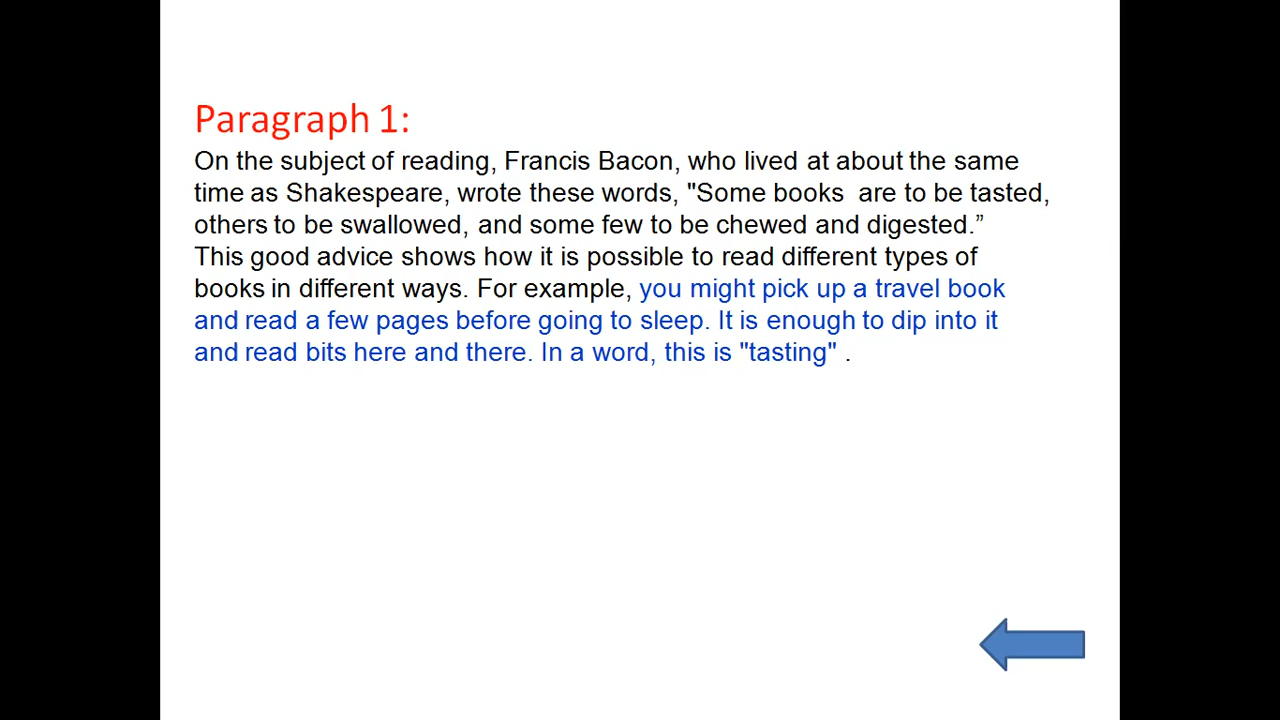 Paragraph 1:
On the subject of reading, Francis Bacon, who lived at about the same
time as Shakespeare, wrote these words, "Some books  are to be tasted,
others to be swallowed, and some few to be chewed and digested.”
This good advice shows how it is possible to read different types of
books in different ways. For example, you might pick up a travel book
and read a few pages before going to sleep. It is enough to dip into it
and read bits here and there. In a word, this is "tasting" .